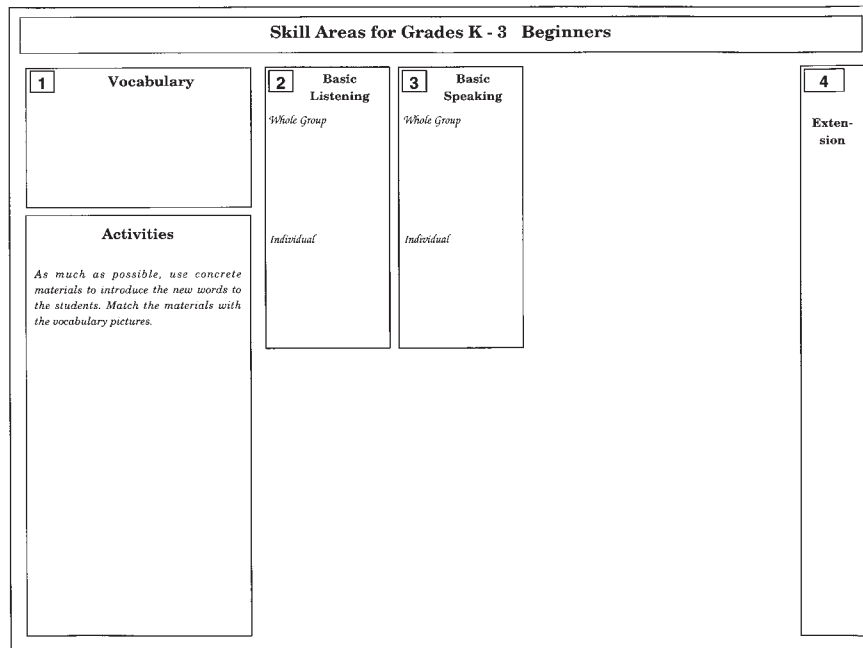 Skill Areas for Grades K - 3 Beginners
1 Vocabulary
Activities
As much as possible, use concrete
materials to introduce the new words to
the students. Match the materials with
the vocabulary pictures.
2 Basic
Listening
Whole Group
Individual
3 Basic
Speaking
Whole Group
Individual
4
Exten-
sion